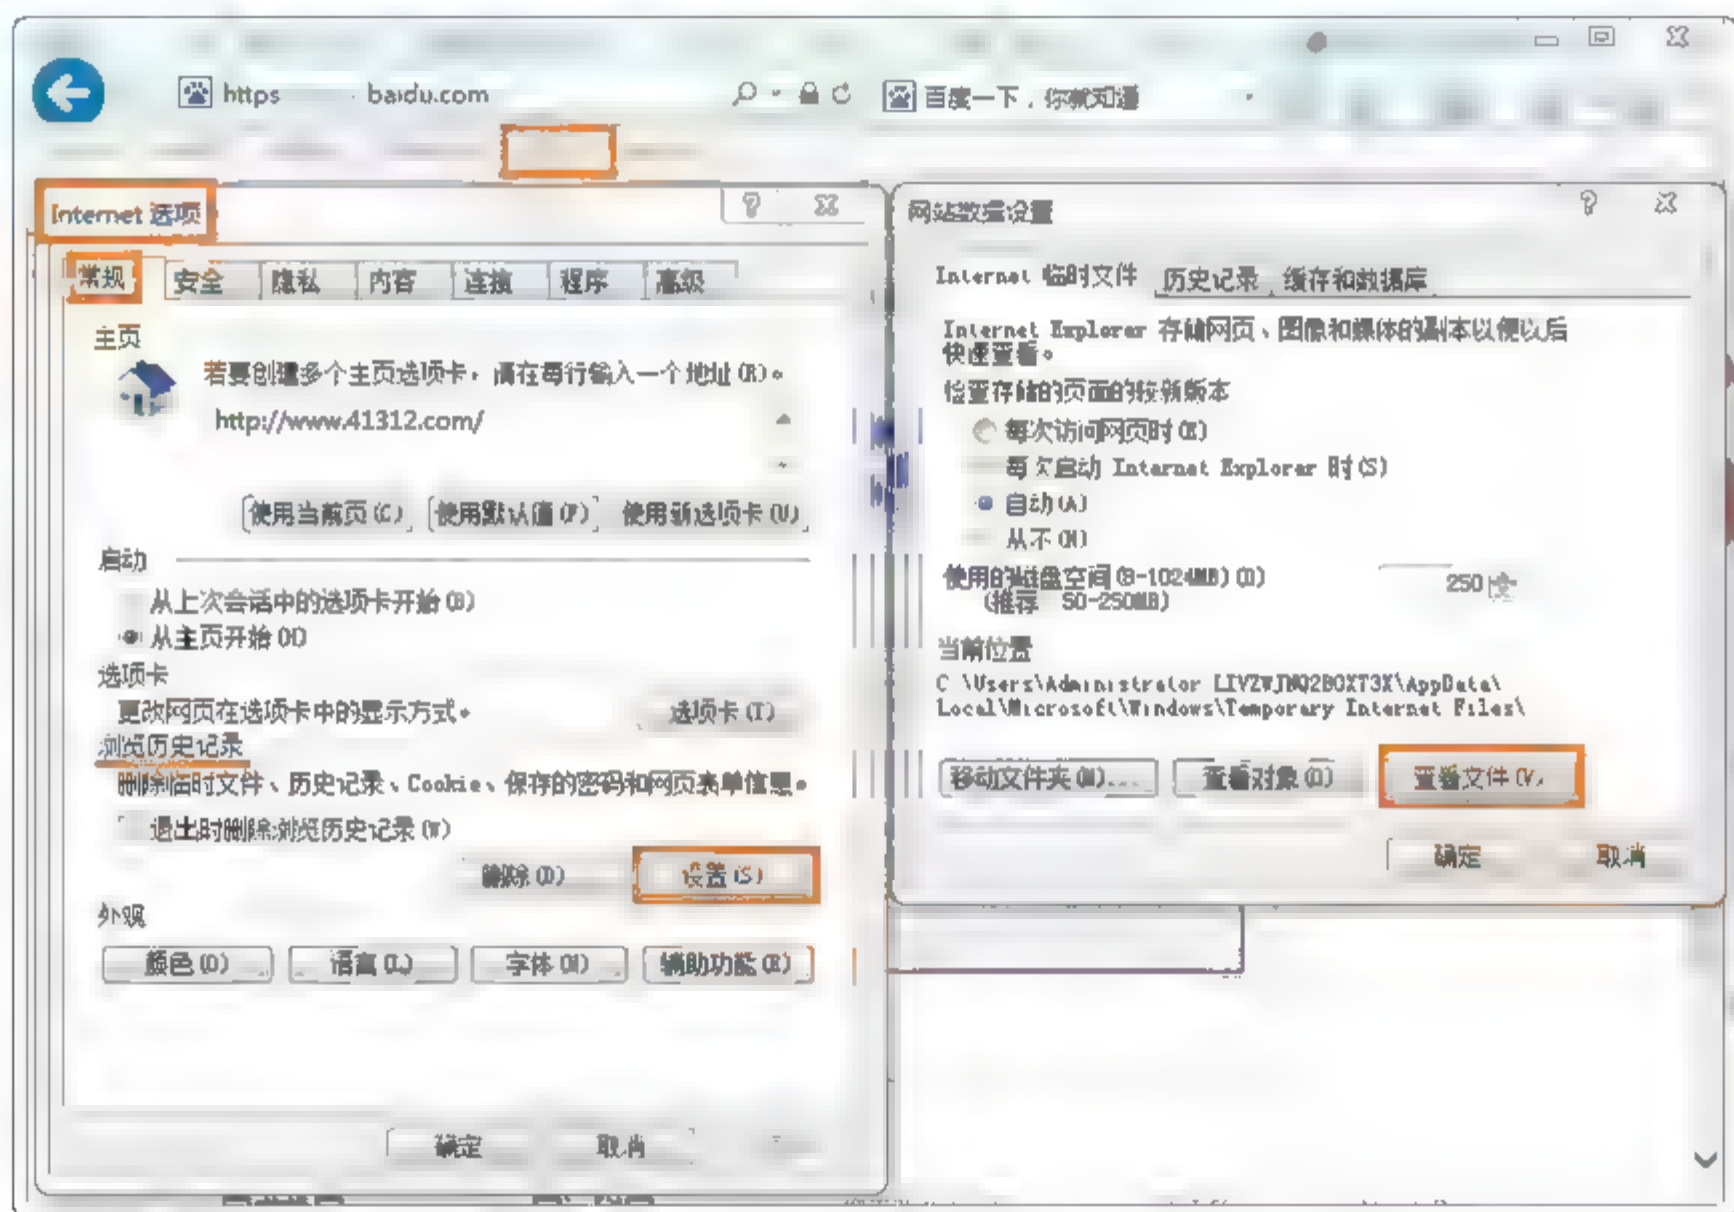 https baidu.com
百度一下，你就知道
Internet 选项
常规 安全 隐私 内容 连接 程序 高级
主页
若要创建多个主页选项卡，请在每行输入一个地址(R)。
http://www.41312.com/
使用当前页(C) 使用默认值(F) 使用新选项卡(U)
启动
从上次会话中的选项卡开始(B)
从主页开始(H)
选项卡
更改网页在选项卡中的显示方式。 选项卡(T)
浏览历史记录
删除临时文件、历史记录、Cookie、保存的密码和网页表单信息。
退出时删除浏览历史记录(W)
删除(D) 设置(S)
外观
颜色(O) 语言(L) 字体(N) 辅助功能(E)
确定 取消
网站数据设置
Internet 临时文件 历史记录 缓存和数据库
Internet Explorer 存储网页、图像和媒体的副本以便以后
快速查看。
检查存储的页面的较新版本
每次访问网页时(E)
每次启动 Internet Explorer 时(S)
自动(A)
从不(N)
使用的磁盘空间(8-1024MB)(D) 250
(推荐 50-250MB)
当前位置
C \Users\Administrator LIVZWJMQ2BOXT3X\AppData\
Local\Microsoft\Windows\Temporary Internet Files\
移动文件夹(M)... 查看对象(O) 查看文件(V)
确定 取消